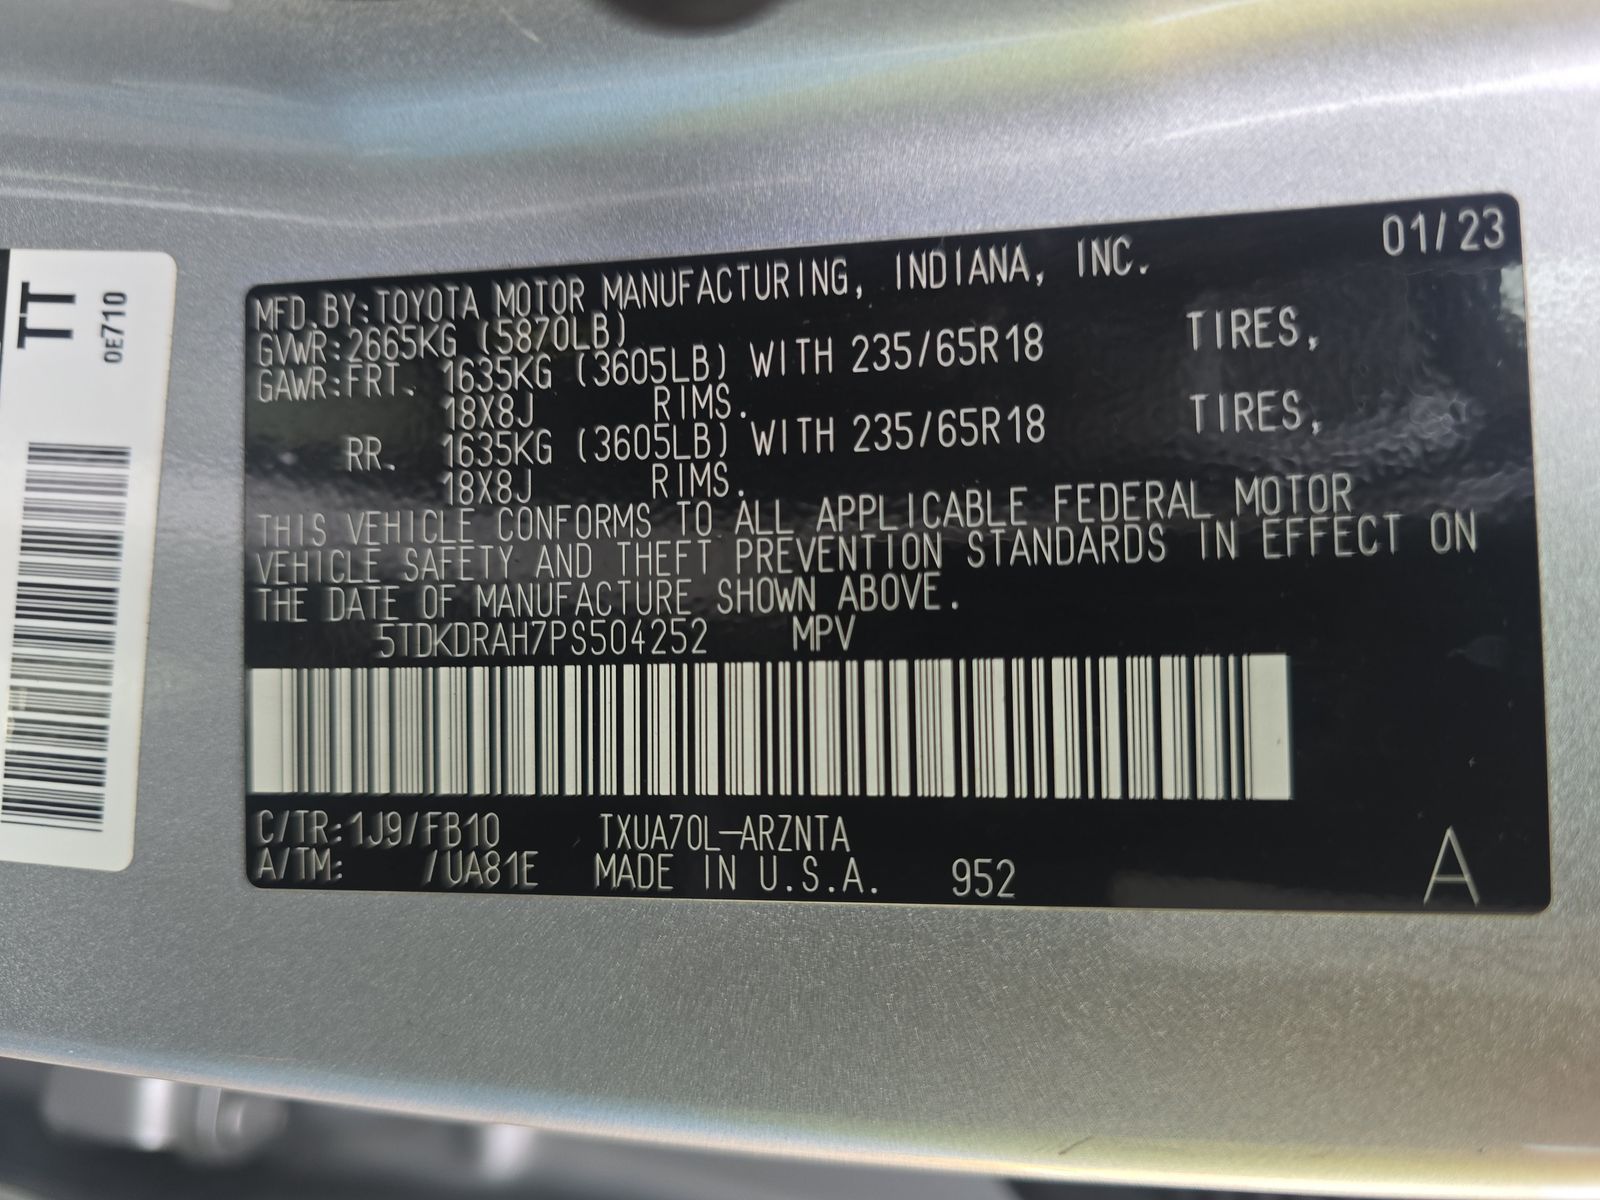 TT
0E710
01/23
MFD.BY:TOYOTA MOTOR MANUFACTURING, INDIANA, INC.
GVWR:2665KG (5870LB)
GAWR:FRT. 1635KG (3605LB) WITH 235/65R18 TIRES,
18X8J RIMS.
RR. 1635KG (3605LB) WITH 235/65R18 TIRES,
18X8J RIMS.
THIS VEHICLE CONFORMS TO ALL APPLICABLE FEDERAL MOTOR
VEHICLE SAFETY AND THEFT PREVENTION STANDARDS IN EFFECT ON
THE DATE OF MANUFACTURE SHOWN ABOVE.
5TDKDRAH7PS504252 MPV
C/TR:1J9/FB10 TXUA70L-ARZNTA
A/TM: /UA81E MADE IN U.S.A. 952 A